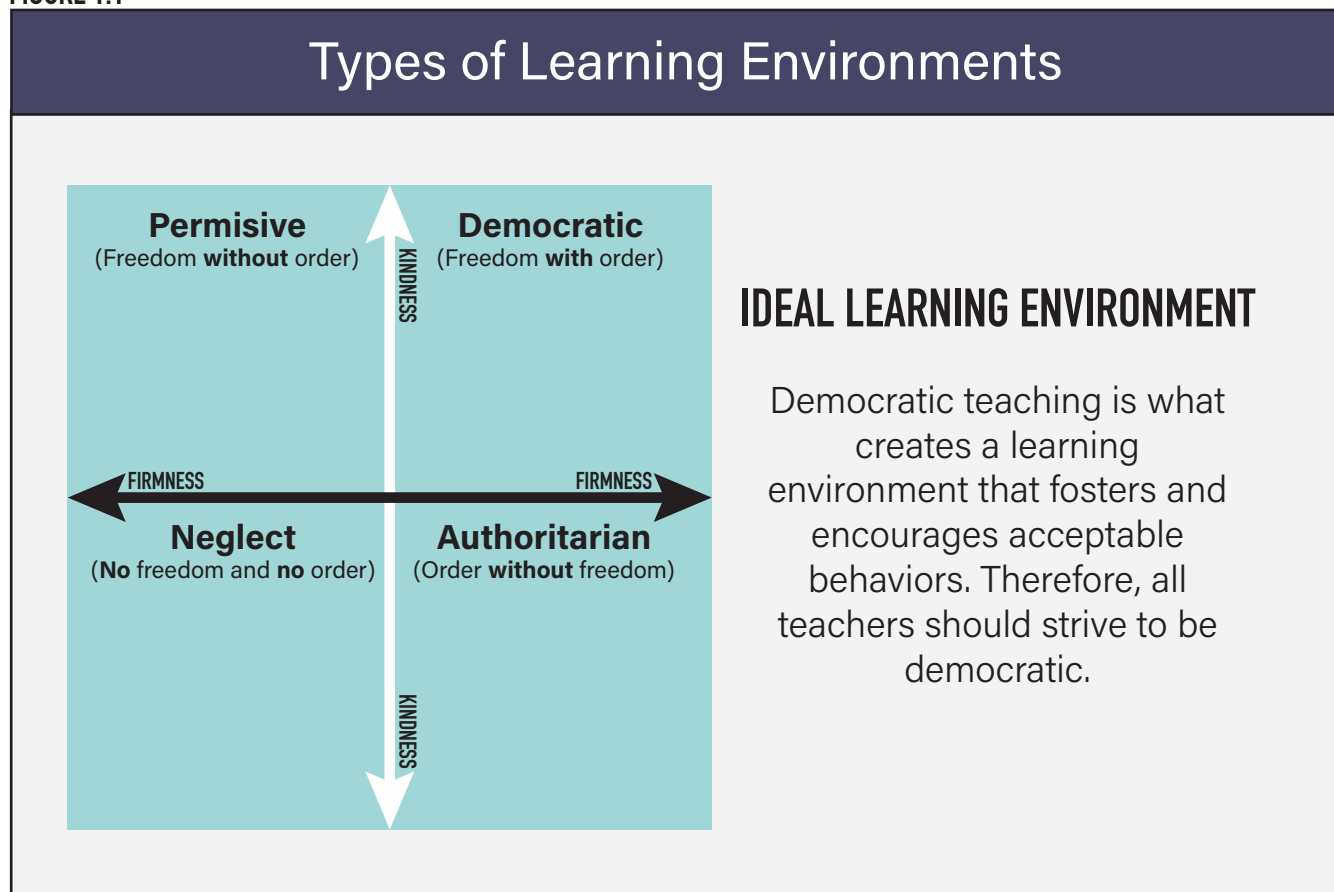 Types of Learning Environments
Permisive
(Freedom without order)
Democratic
(Freedom with order)
KINDNESS
FIRMNESS
FIRMNESS
Neglect
(No freedom and no order)
Authoritarian
(Order without freedom)
KINDNESS
IDEAL LEARNING ENVIRONMENT
Democratic teaching is what
creates a learning
environment that fosters and
encourages acceptable
behaviors. Therefore, all
teachers should strive to be
democratic.